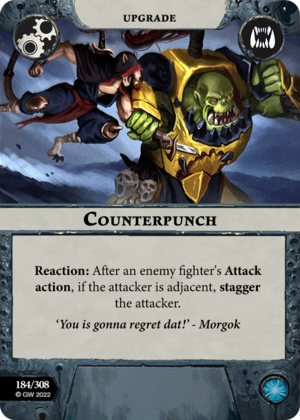 UPGRADE
COUNTERPUNCH
Reaction: After an enemy fighter's Attack
action, if the attacker is adjacent, stagger
the attacker.
'You is gonna regret dat!' - Morgok
184/308
© GW 2022